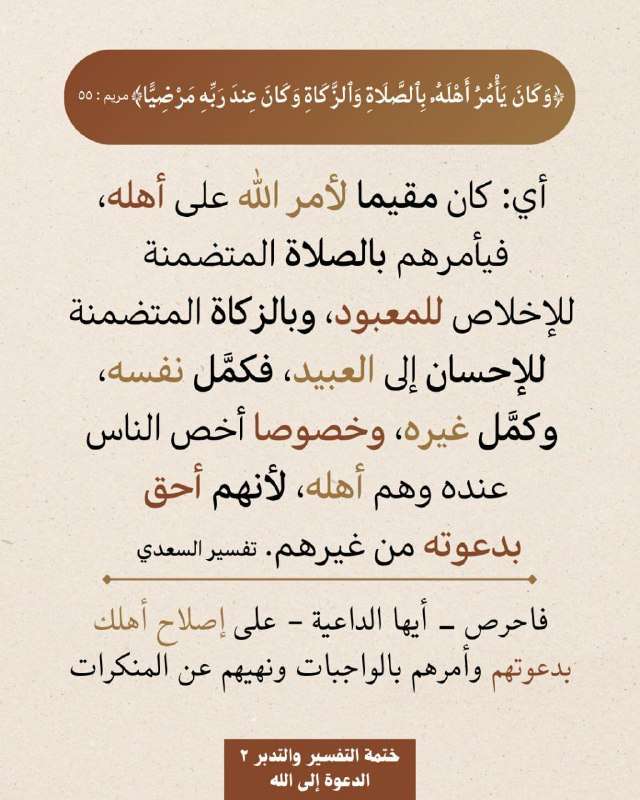 ﴿وَكَانَ يَأْمُرُ أَهْلَهُۥ بِٱلصَّلَاةِ وَٱلزَّكَاةِ وَكَانَ عِندَ رَبِّهِ مَرْضِيًّا﴾ مريم : ٥٥
أي: كان مقيما لأمر الله على أهله،
فيأمرهم بالصلاة المتضمنة
للإخلاص للمعبود، وبالزكاة المتضمنة
للإحسان إلى العبيد، فكمَّل نفسه،
وكمَّل غيره، وخصوصا أخص الناس
عنده وهم أهله، لأنهم أحق
بدعوته من غيرهم. تفسير السعدي
فاحرص – أيها الداعية – على إصلاح أهلك
بدعوتهم وأمرهم بالواجبات ونهيهم عن المنكرات
ختمة التفسير والتدبر ٢
الدعوة إلى الله